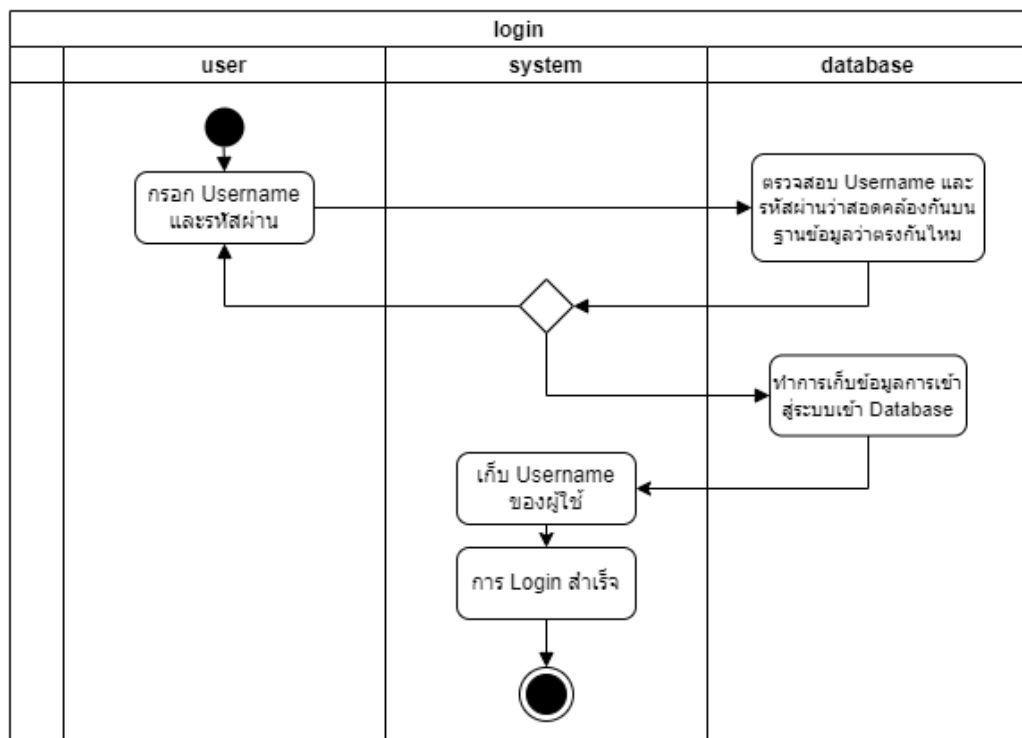 login
user
system
database
กรอก Username
และรหัสผ่าน
ตรวจสอบ Username และ
รหัสผ่านว่าสอดคล้องกันบน
ฐานข้อมูลว่าตรงกันไหม
ทำการเก็บข้อมูลการเข้า
สู่ระบบเข้า Database
เก็บ Username
ของผู้ใช้
การ Login สำเร็จ